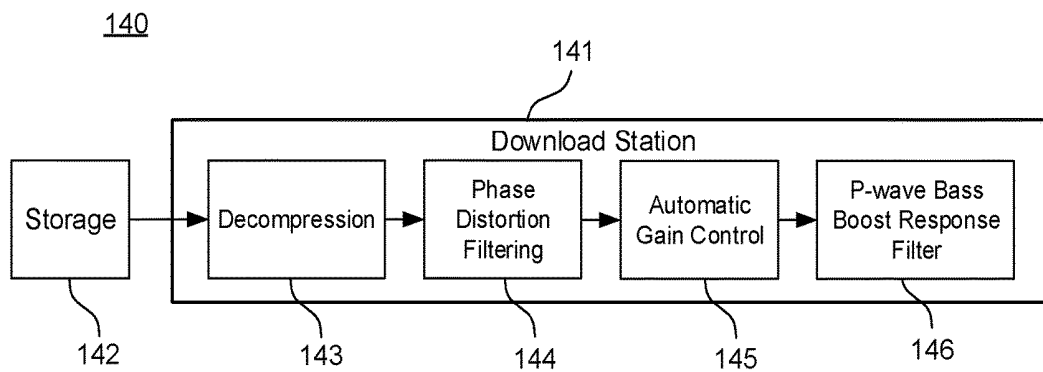 140
141
Download Station
Storage
Decompression
Phase
Distortion
Filtering
Automatic
Gain Control
P-wave Bass
Boost Response
Filter
142
143
144
145
146